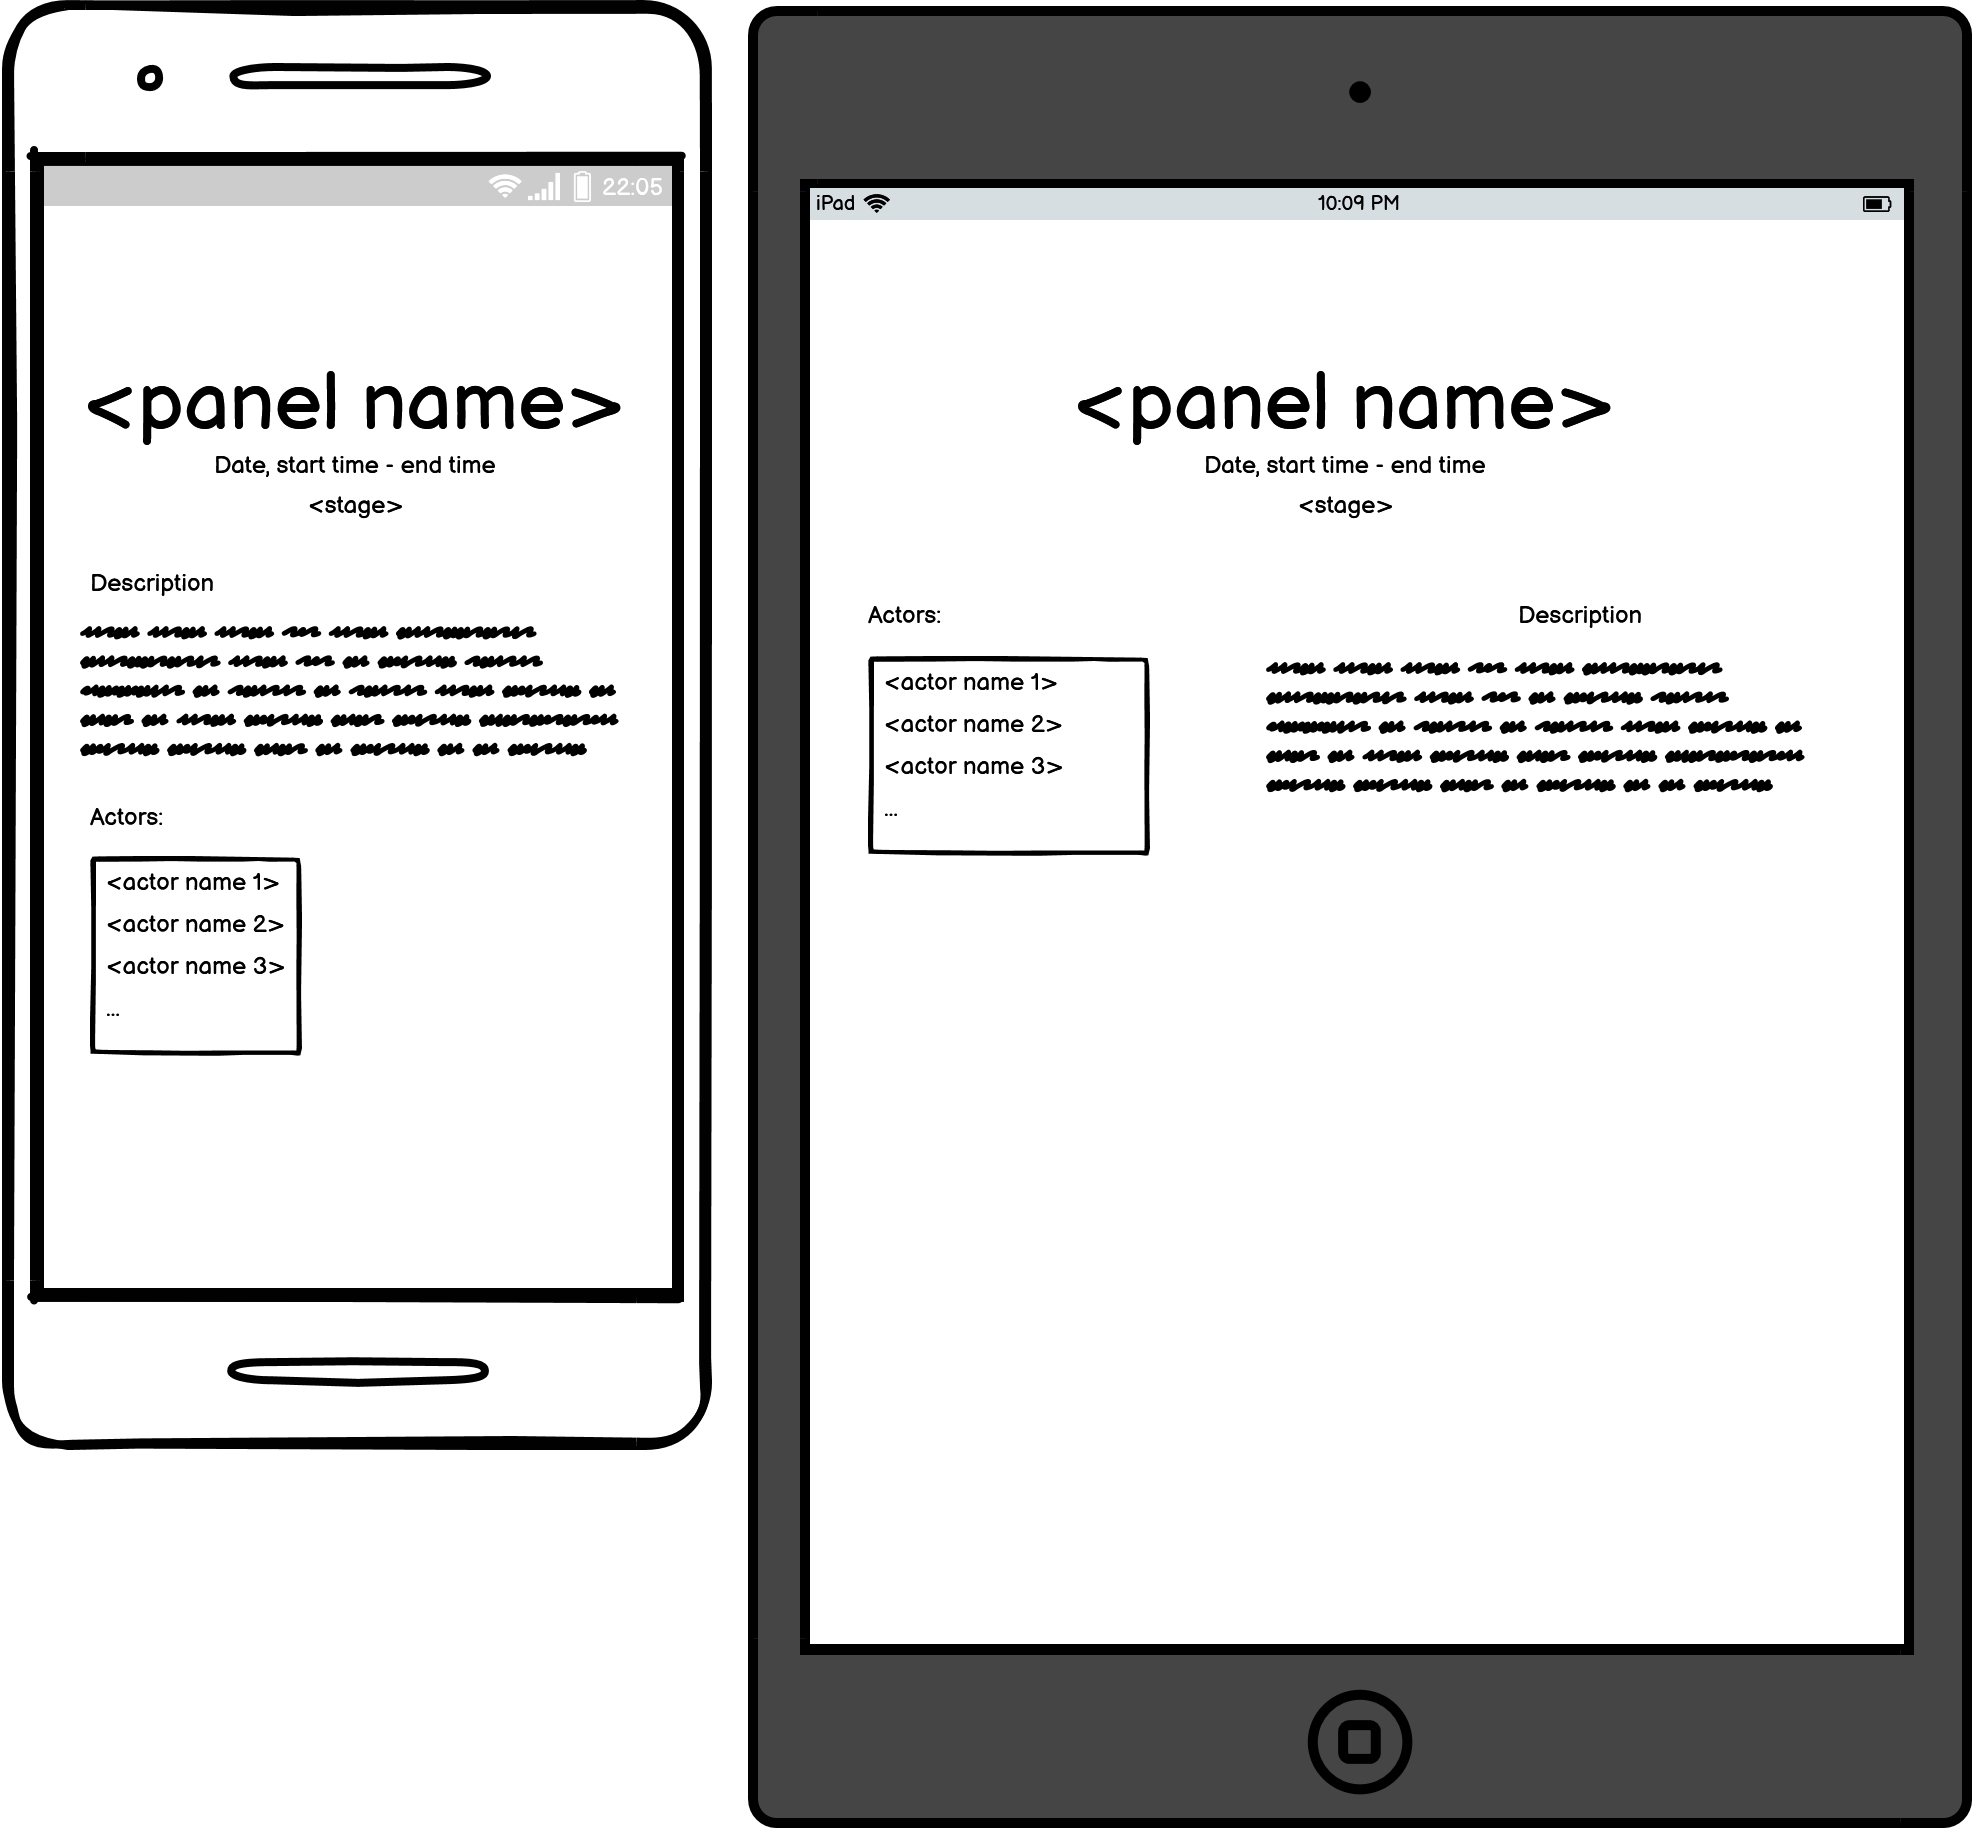 22:05
<panel name>
Date, start time - end time
<stage>
Description
Actors:
<actor name 1>
<actor name 2>
<actor name 3>
...
iPad 10:09 PM
<panel name>
Date, start time - end time
<stage>
Actors:
<actor name 1>
<actor name 2>
<actor name 3>
...
Description